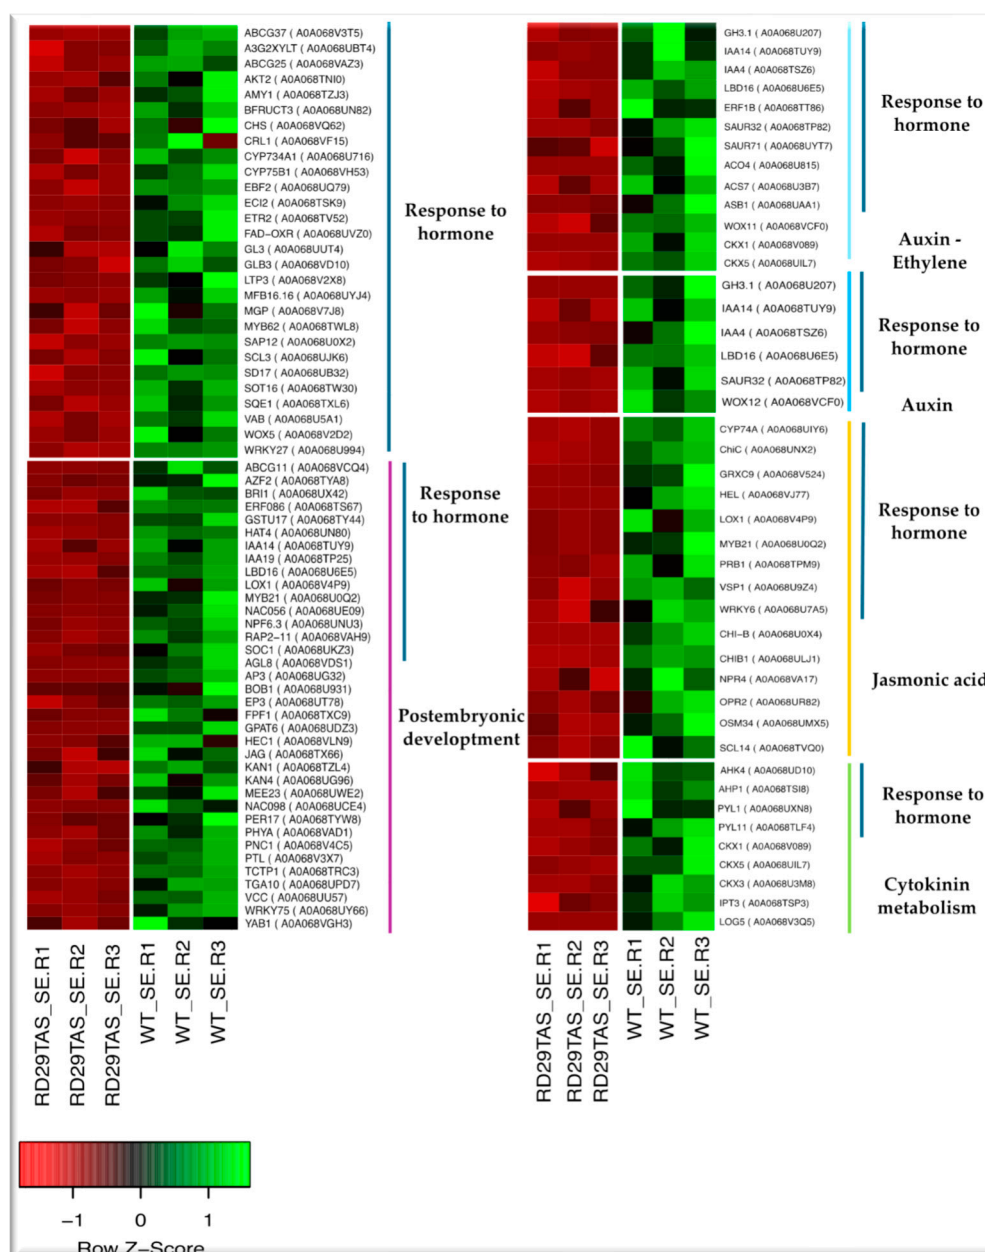 ABCG37 ( A0A068V3T5)
A3G2XYLT ( A0A068UBT4)
ABCG25 ( A0A068VAZ3)
AKT2 ( A0A068TNI0)
AMY1 ( A0A068TZJ3)
BFRUCT3 ( A0A068UN82)
CHS ( A0A068VQ62)
CRL1 ( A0A068VF15)
CYP734A1 ( A0A068U716)
CYP75B1 ( A0A068VH53)
EBF2 ( A0A068UQ79)
ECI2 ( A0A068TSK9)
ETR2 ( A0A068TV52)
FAD-OXR ( A0A068UVZ0)
GL3 ( A0A068UUT4)
GLB3 ( A0A068VD10)
LTP3 ( A0A068V2X8)
MFB16.16 ( A0A068UYJ4)
MGP ( A0A068V7J8)
MYB62 ( A0A068TWL8)
SAP12 ( A0A068U0X2)
SCL3 ( A0A068UJK6)
SD17 ( A0A068UB32)
SOT16 ( A0A068TW30)
SQE1 ( A0A068TXL6)
VAB ( A0A068U5A1)
WOX5 ( A0A068V2D2)
WRKY27 ( A0A068U994)
Response to
hormone
ABCG11 ( A0A068VCQ4)
AZF2 ( A0A068TYA8)
BRI1 ( A0A068UX42)
ERF086 ( A0A068TS67)
GSTU17 ( A0A068TY44)
HAT4 ( A0A068UN80)
IAA14 ( A0A068TUY9)
IAA19 ( A0A068TP25)
LBD16 ( A0A068U6E5)
LOX1 ( A0A068V4P9)
MYB21 ( A0A068U0Q2)
NAC056 ( A0A068UE09)
NPF6.3 ( A0A068UNU3)
RAP2-11 ( A0A068VAH9)
SOC1 ( A0A068UKZ3)
AGL8 ( A0A068VDS1)
AP3 ( A0A068UG32)
BOB1 ( A0A068U931)
EP3 ( A0A068UT78)
FPF1 ( A0A068TXC9)
GPAT6 ( A0A068UDZ3)
HEC1 ( A0A068VLN9)
JAG ( A0A068TX66)
KAN1 ( A0A068TZL4)
KAN4 ( A0A068UG96)
MEE23 ( A0A068UWE2)
NAC098 ( A0A068UCE4)
PER17 ( A0A068TYW8)
PHYA ( A0A068VAD1)
PNC1 ( A0A068V4C5)
PTL ( A0A068V3X7)
TCTP1 ( A0A068TRC3)
TGA10 ( A0A068UPD7)
VCC ( A0A068UU57)
WRKY75 ( A0A068UY66)
YAB1 ( A0A068VGH3)
Response
to hormone
Postembryonic
developtment
RD29TAS_SE.R1
RD29TAS_SE.R2
RD29TAS_SE.R3
WT_SE.R1
WT_SE.R2
WT_SE.R3
GH3.1 ( A0A068U207)
IAA14 ( A0A068TUY9)
IAA4 ( A0A068TSZ6)
LBD16 ( A0A068U6E5)
ERF1B ( A0A068TT86)
SAUR32 ( A0A068TP82)
SAUR71 ( A0A068UYT7)
ACO4 ( A0A068U815)
ACS7 ( A0A068U3B7)
ASB1 ( A0A068UAA1)
WOX11 ( A0A068VCF0)
CKX1 ( A0A068V089)
CKX5 ( A0A068UIL7)
Response to
hormone
Auxin -
Ethylene
GH3.1 ( A0A068U207)
IAA14 ( A0A068TUY9)
IAA4 ( A0A068TSZ6)
LBD16 ( A0A068U6E5)
SAUR32 ( A0A068TP82)
WOX12 ( A0A068VCF0)
Response to
hormone
Auxin
CYP74A ( A0A068UIY6)
ChiC ( A0A068UNX2)
GRXC9 ( A0A068V524)
HEL ( A0A068VJ77)
LOX1 ( A0A068V4P9)
MYB21 ( A0A068U0Q2)
PRB1 ( A0A068TPM9)
VSP1 ( A0A068U9Z4)
WRKY6 ( A0A068U7A5)
CHI-B ( A0A068U0X4)
CHIB1 ( A0A068ULJ1)
NPR4 ( A0A068VA17)
OPR2 ( A0A068UR82)
OSM34 ( A0A068UMX5)
SCL14 ( A0A068TVQ0)
Response to
hormone
Jasmonic acid
AHK4 ( A0A068UD10)
AHP1 ( A0A068TSI8)
PYL1 ( A0A068UXN8)
PYL11 ( A0A068TLF4)
CKX1 ( A0A068V089)
CKX5 ( A0A068UIL7)
CKX3 ( A0A068U3M8)
IPT3 ( A0A068TSP3)
LOG5 ( A0A068V3Q5)
Response to
hormone
Cytokinin
metabolism
RD29TAS_SE.R1
RD29TAS_SE.R2
RD29TAS_SE.R3
WT_SE.R1
WT_SE.R2
WT_SE.R3
−1 0 1
Row Z−Score